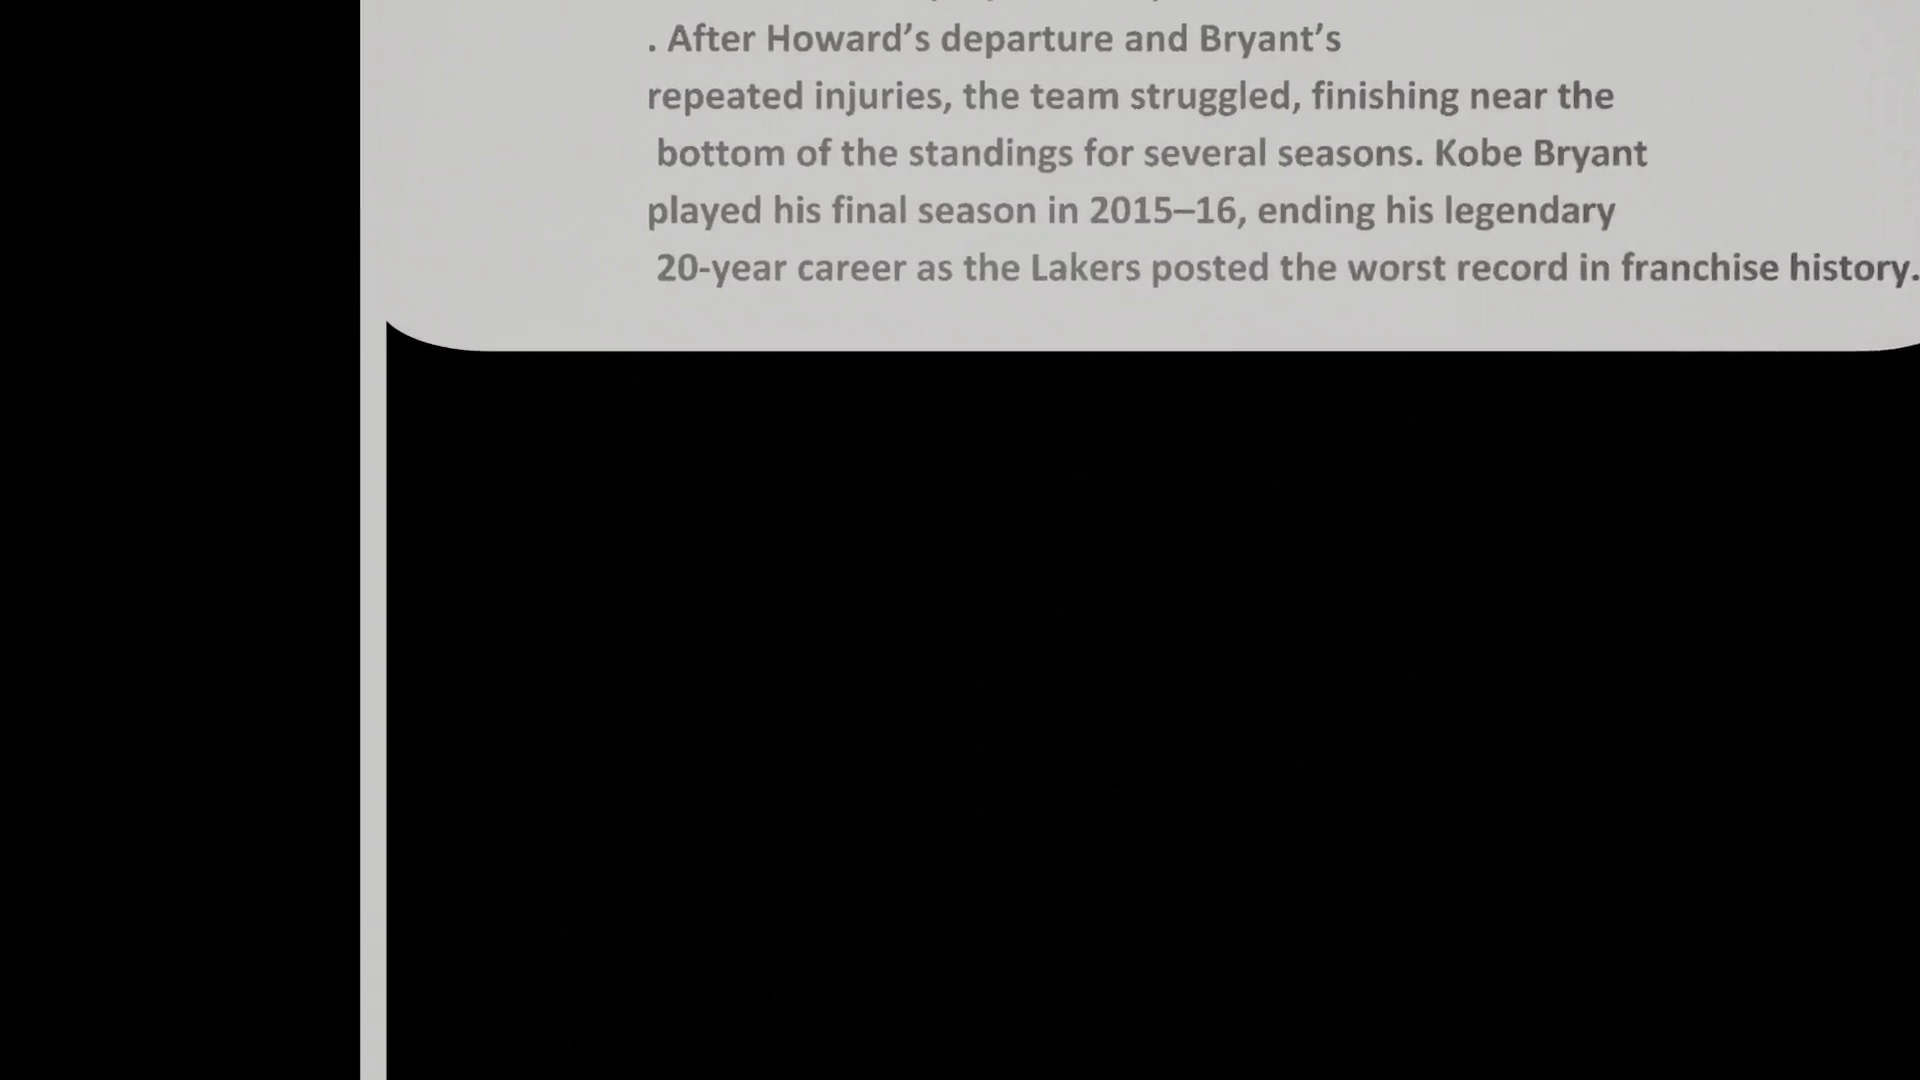 . After Howard’s departure and Bryant’s
repeated injuries, the team struggled, finishing near the
bottom of the standings for several seasons. Kobe Bryant
played his final season in 2015–16, ending his legendary
20-year career as the Lakers posted the worst record in franchise history.